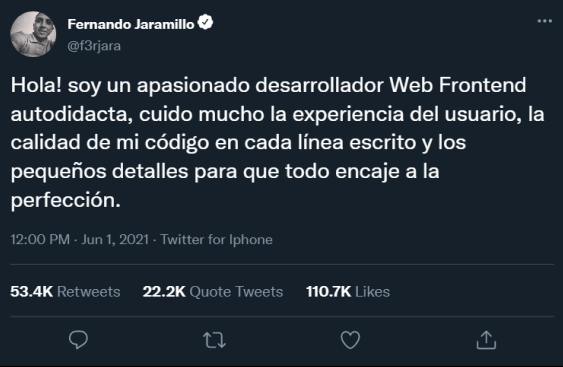 Fernando Jaramillo
@f3rjara
Hola! soy un apasionado desarrollador Web Frontend
autodidacta, cuido mucho la experiencia del usuario, la
calidad de mi código en cada línea escrito y los
pequeños detalles para que todo encaje a la
perfección.
12:00 PM · Jun 1, 2021 · Twitter for Iphone
53.4K Retweets 22.2K Quote Tweets 110.7K Likes